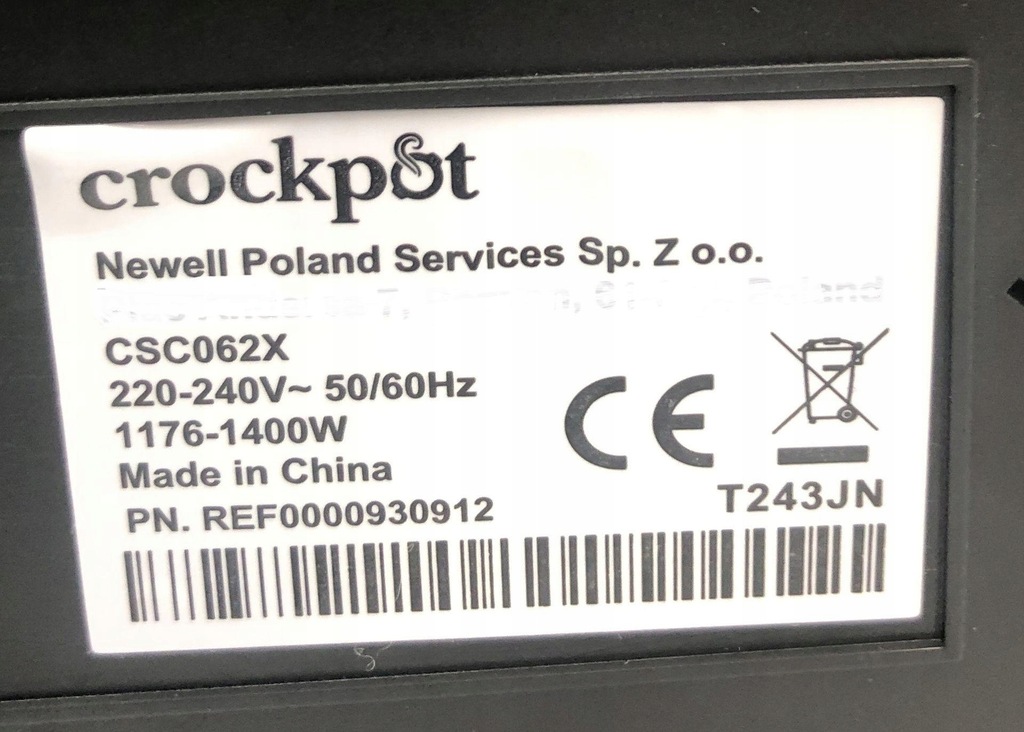 crockpot
Newell Poland Services Sp. Z o.o.
Poland
CSC062X
220-240V~ 50/60Hz
1176-1400W
Made in China
CE
T243JN
PN. REF0000930912